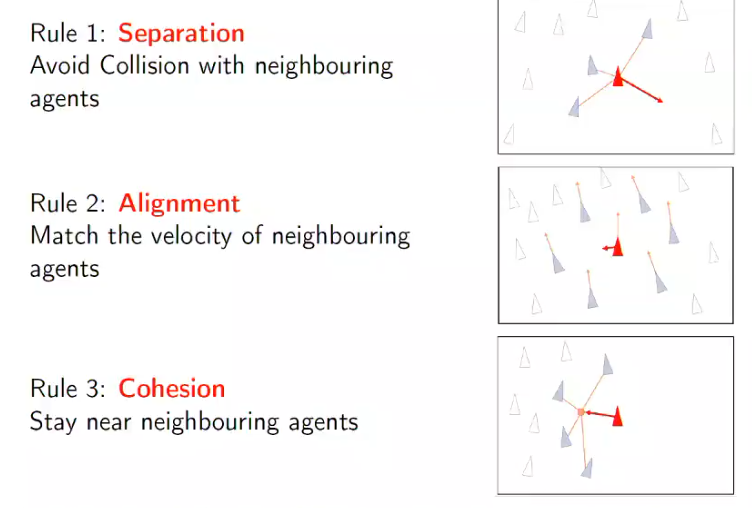 Rule 1: Separation
Avoid Collision with neighbouring
agents
Rule 2: Alignment
Match the velocity of neighbouring
agents
Rule 3: Cohesion
Stay near neighbouring agents